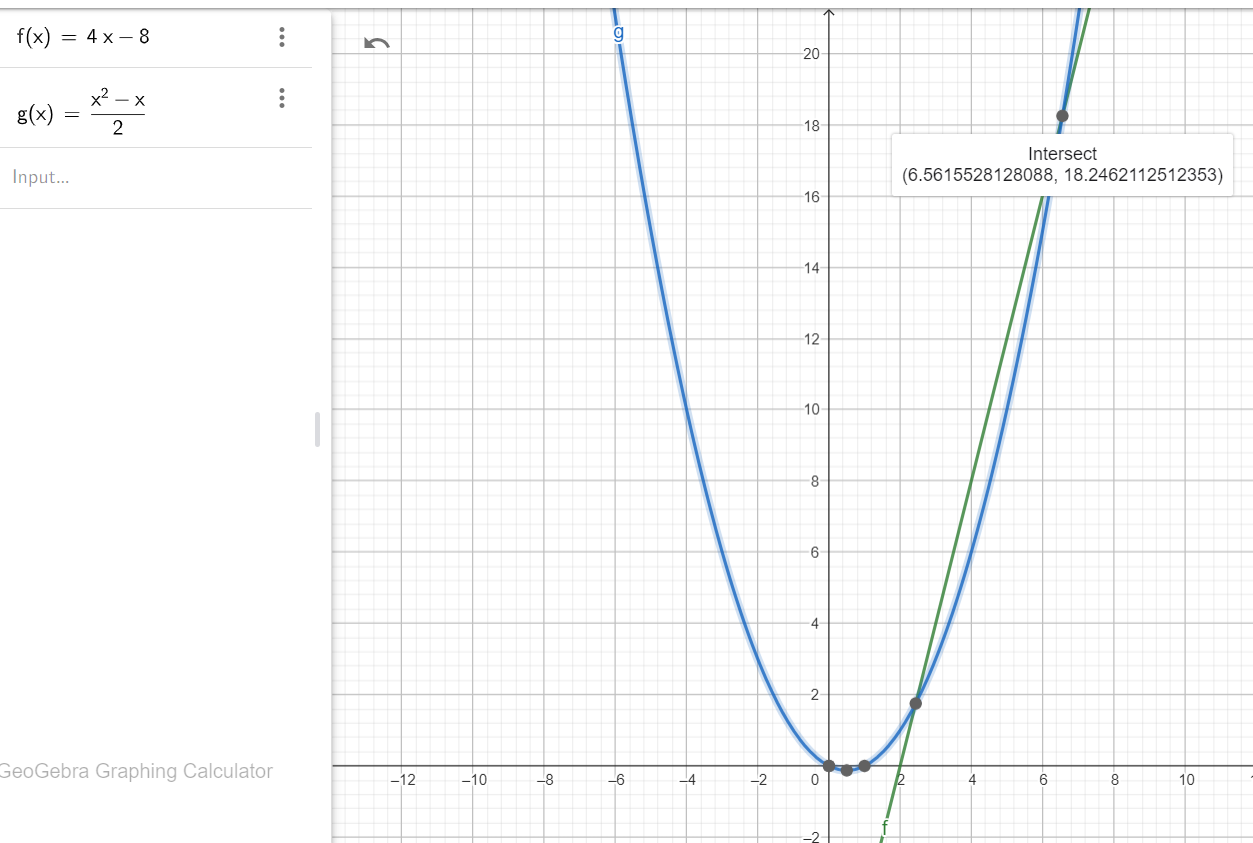 f(x) = 4 x – 8
g(x) = x² – x / 2
Input...
GeoGebra Graphing Calculator
g
f
Intersect
(6.5615528128088, 18.2462112512353)
20
18
16
14
12
10
8
6
4
2
–2
–12 –10 –8 –6 –4 –2 0 2 4 6 8 10